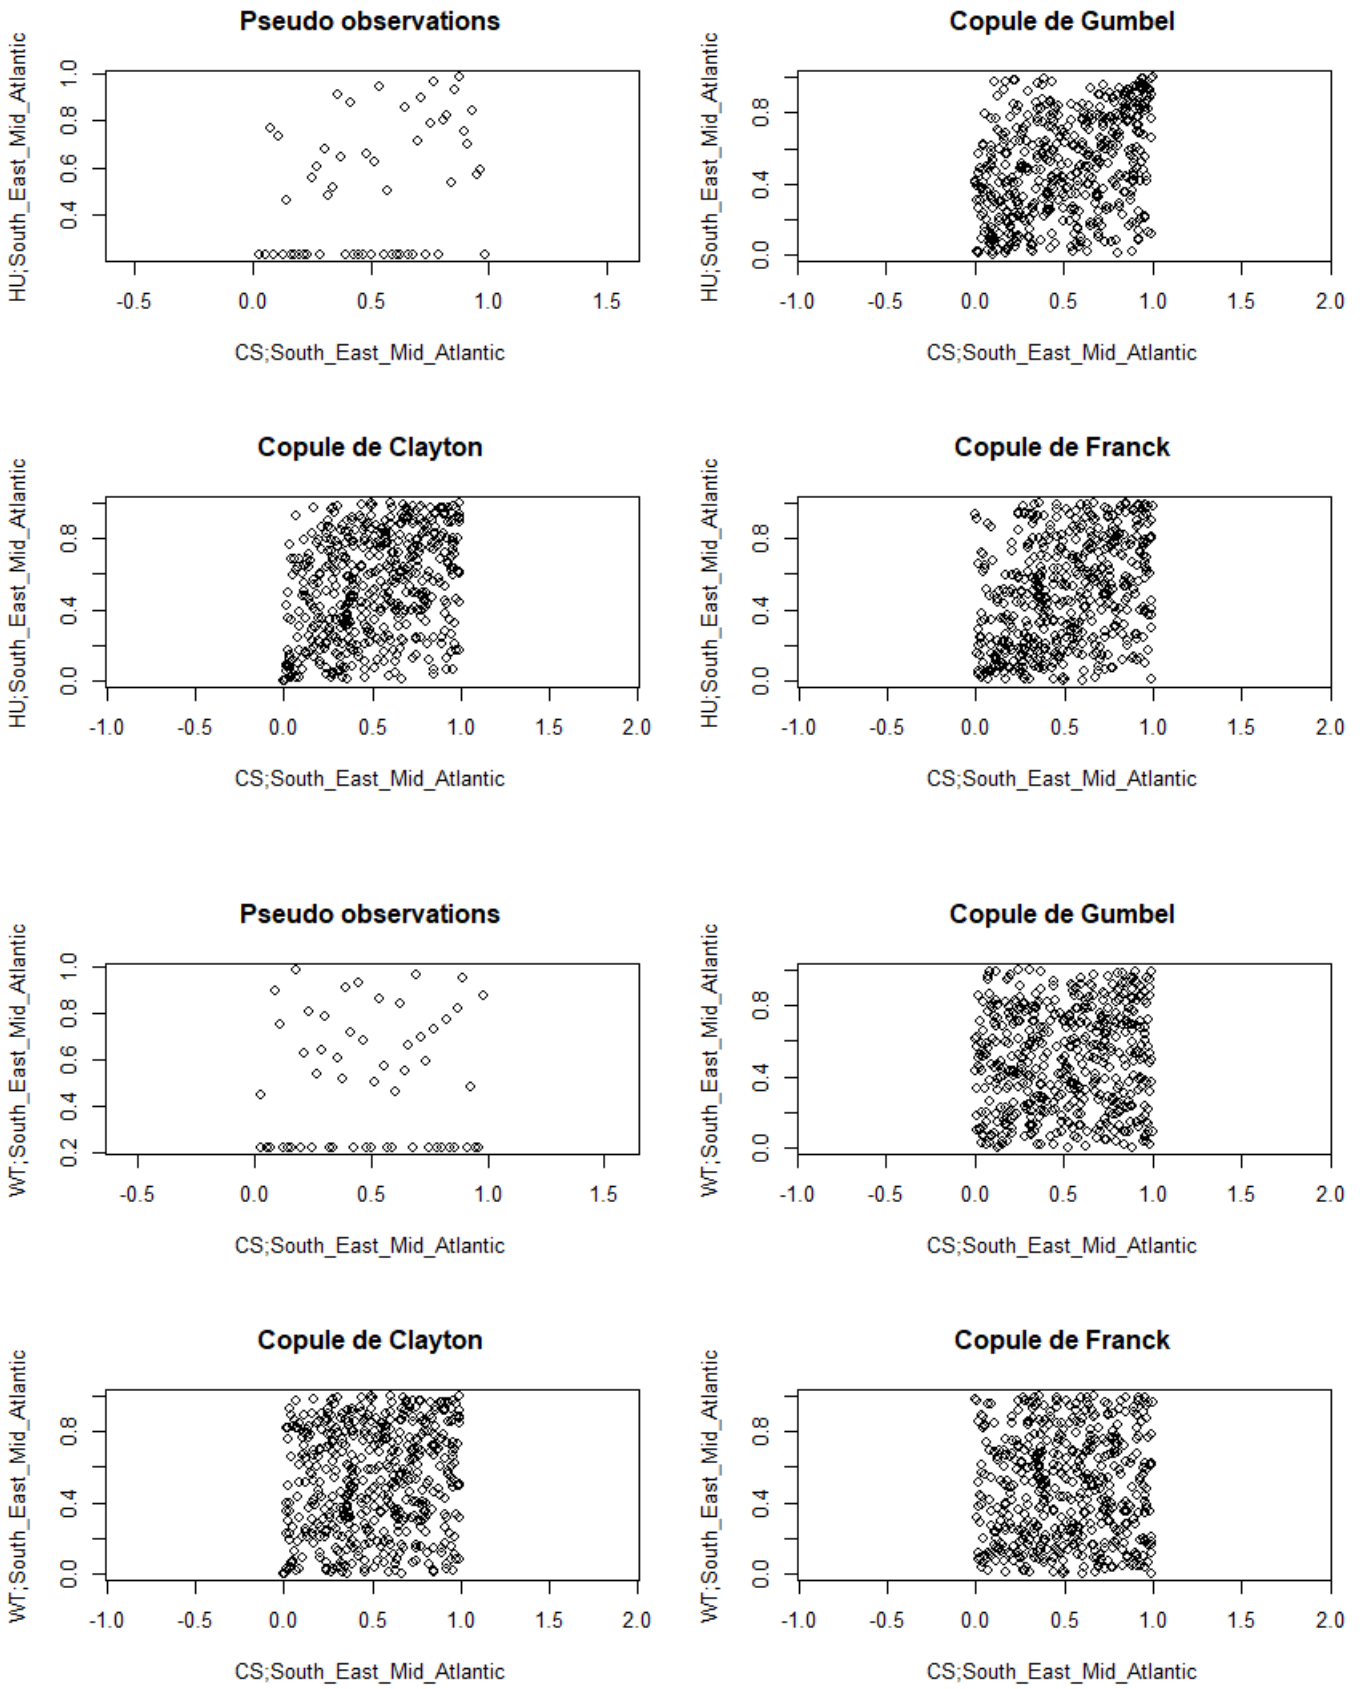 Pseudo observations
HU;South_East_Mid_Atlantic
1.0
0.8
0.6
0.4
-0.5 0.0 0.5 1.0 1.5
CS;South_East_Mid_Atlantic
Copule de Gumbel
HU;South_East_Mid_Atlantic
0.8
0.4
0.0
-1.0 -0.5 0.0 0.5 1.0 1.5 2.0
CS;South_East_Mid_Atlantic
Copule de Clayton
HU;South_East_Mid_Atlantic
0.8
0.4
0.0
-1.0 -0.5 0.0 0.5 1.0 1.5 2.0
CS;South_East_Mid_Atlantic
Copule de Franck
HU;South_East_Mid_Atlantic
0.8
0.4
0.0
-1.0 -0.5 0.0 0.5 1.0 1.5 2.0
CS;South_East_Mid_Atlantic
Pseudo observations
WT;South_East_Mid_Atlantic
1.0
0.8
0.6
0.4
0.2
-0.5 0.0 0.5 1.0 1.5
CS;South_East_Mid_Atlantic
Copule de Gumbel
WT;South_East_Mid_Atlantic
0.8
0.4
0.0
-1.0 -0.5 0.0 0.5 1.0 1.5 2.0
CS;South_East_Mid_Atlantic
Copule de Clayton
WT;South_East_Mid_Atlantic
0.8
0.4
0.0
-1.0 -0.5 0.0 0.5 1.0 1.5 2.0
CS;South_East_Mid_Atlantic
Copule de Franck
WT;South_East_Mid_Atlantic
0.8
0.4
0.0
-1.0 -0.5 0.0 0.5 1.0 1.5 2.0
CS;South_East_Mid_Atlantic